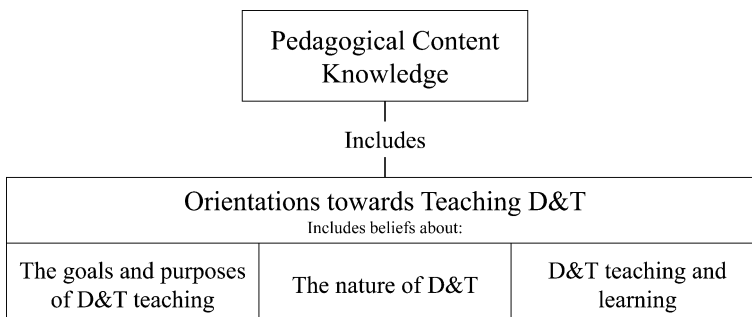 Pedagogical Content
Knowledge
Includes
Orientations towards Teaching D&T
Includes beliefs about:
The goals and purposes
of D&T teaching
The nature of D&T
D&T teaching and
learning